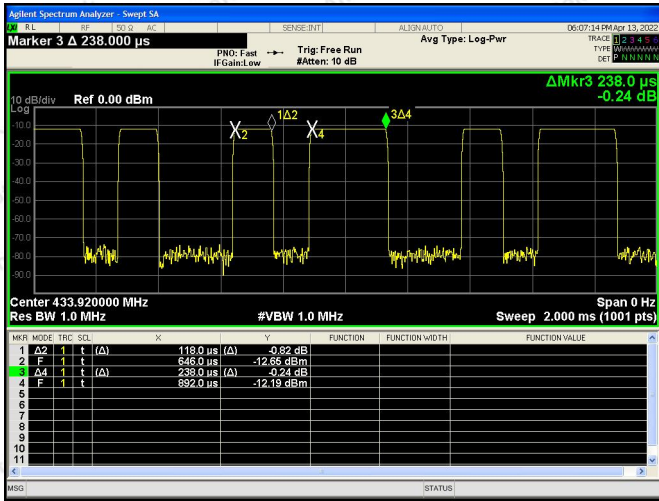 Agilent Spectrum Analyzer - Swept SA
RL RF 50 Ω AC SENSE:INT ALIGN AUTO 06:07:14 PM Apr 13, 2022
Marker 3 Δ 238.000 μs
PNO: Fast
IFGain:Low
Trig: Free Run
#Atten: 10 dB
Avg Type: Log-Pwr
TRACE 1 2 3 4 5 6
TYPE W
DET P N N N N N
ΔMkr3 238.0 μs
-0.24 dB
10 dB/div Ref 0.00 dBm
Log
-10.0
-20.0
-30.0
-40.0
-50.0
-60.0
-70.0
-80.0
-90.0
X2
1Δ2
X4
3Δ4
Center 433.920000 MHz Span 0 Hz
Res BW 1.0 MHz #VBW 1.0 MHz Sweep 2.000 ms (1001 pts)
MKR MODE TRC SCL X Y FUNCTION FUNCTION WIDTH FUNCTION VALUE
1 Δ2 1 t (Δ) 118.0 μs (Δ) -0.82 dB
2 F 1 t 646.0 μs -12.65 dBm
3 Δ4 1 t (Δ) 238.0 μs (Δ) -0.24 dB
4 F 1 t 892.0 μs -12.19 dBm
5
6
7
8
9
10
11
MSG STATUS